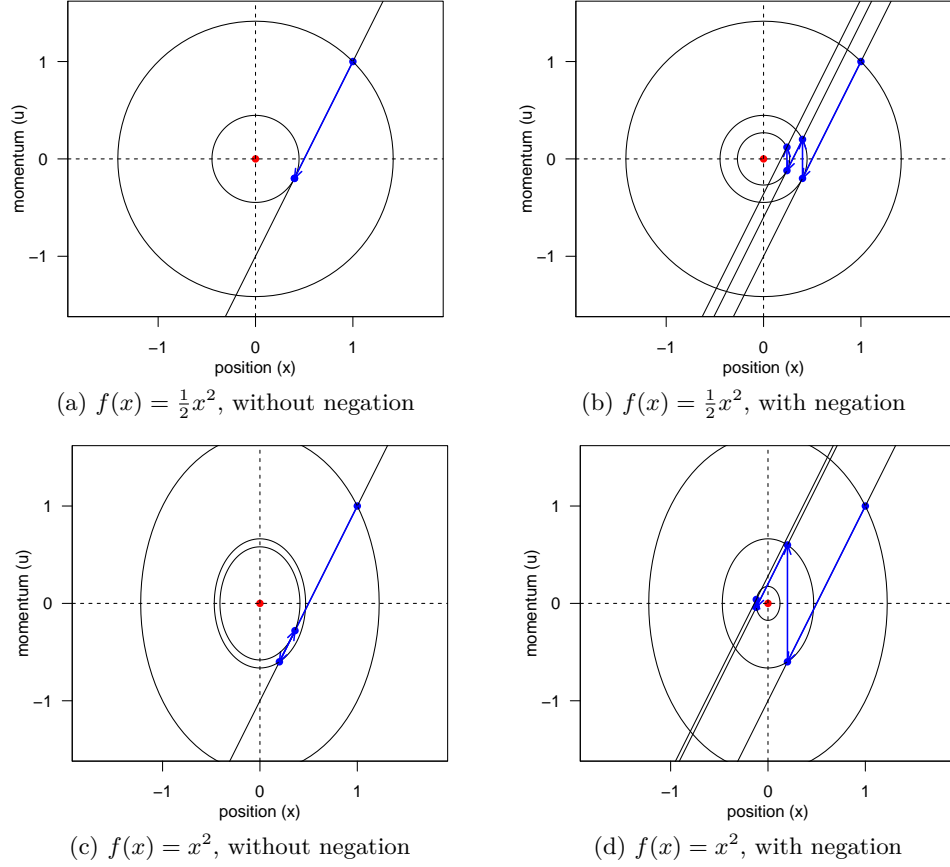 momentum (u)
1
0
−1
−1
0
1
position (x)
(a) f(x) = ½x², without negation
momentum (u)
1
0
−1
−1
0
1
position (x)
(b) f(x) = ½x², with negation
momentum (u)
1
0
−1
−1
0
1
position (x)
(c) f(x) = x², without negation
momentum (u)
1
0
−1
−1
0
1
position (x)
(d) f(x) = x², with negation